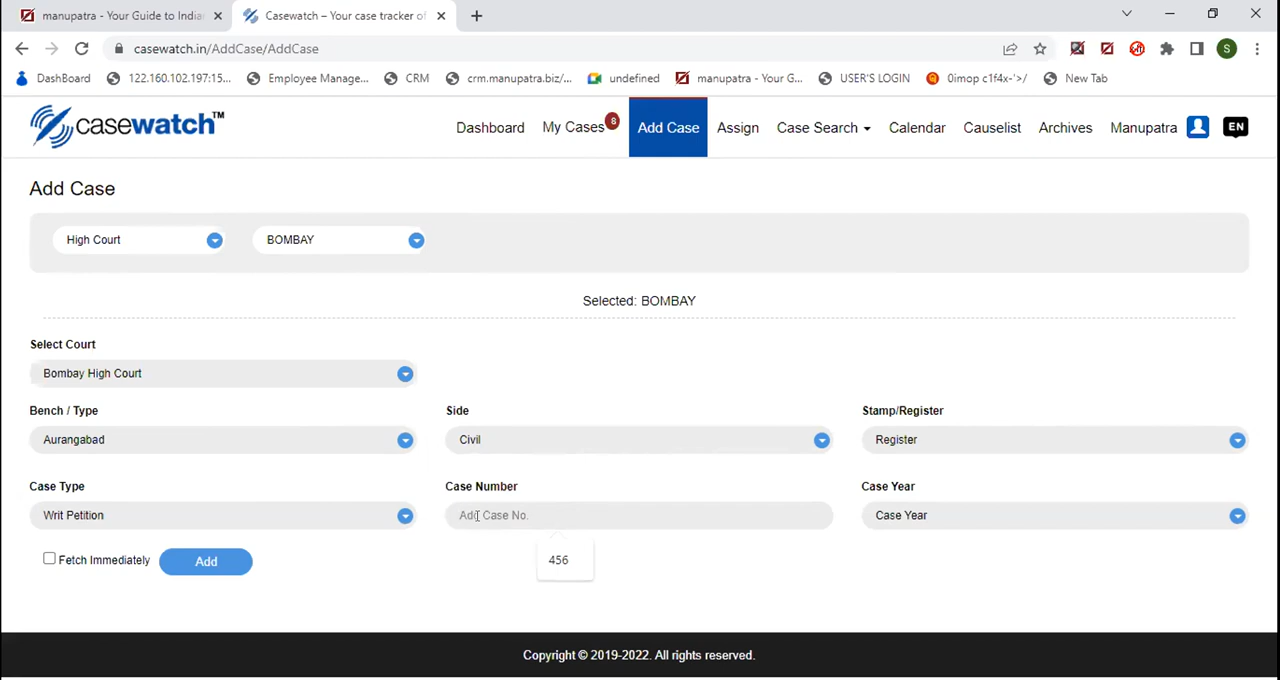 manupatra - Your Guide to India
Casewatch – Your case tracker of
casewatch.in/AddCase/AddCase
S
DashBoard
122.160.102.197:15...
Employee Manage...
CRM
crm.manupatra.biz/...
undefined
manupatra - Your G...
USER'S LOGIN
0imop c1f4x-'>/
New Tab
casewatch™
Dashboard
My Cases 8
Add Case
Assign
Case Search
Calendar
Causelist
Archives
Manupatra
EN
Add Case
High Court
BOMBAY
Selected: BOMBAY
Select Court
Bombay High Court
Bench / Type
Side
Stamp/Register
Aurangabad
Civil
Register
Case Type
Case Number
Case Year
Writ Petition
Add Case No.
Case Year
456
Fetch Immediately
Add
Copyright © 2019-2022. All rights reserved.